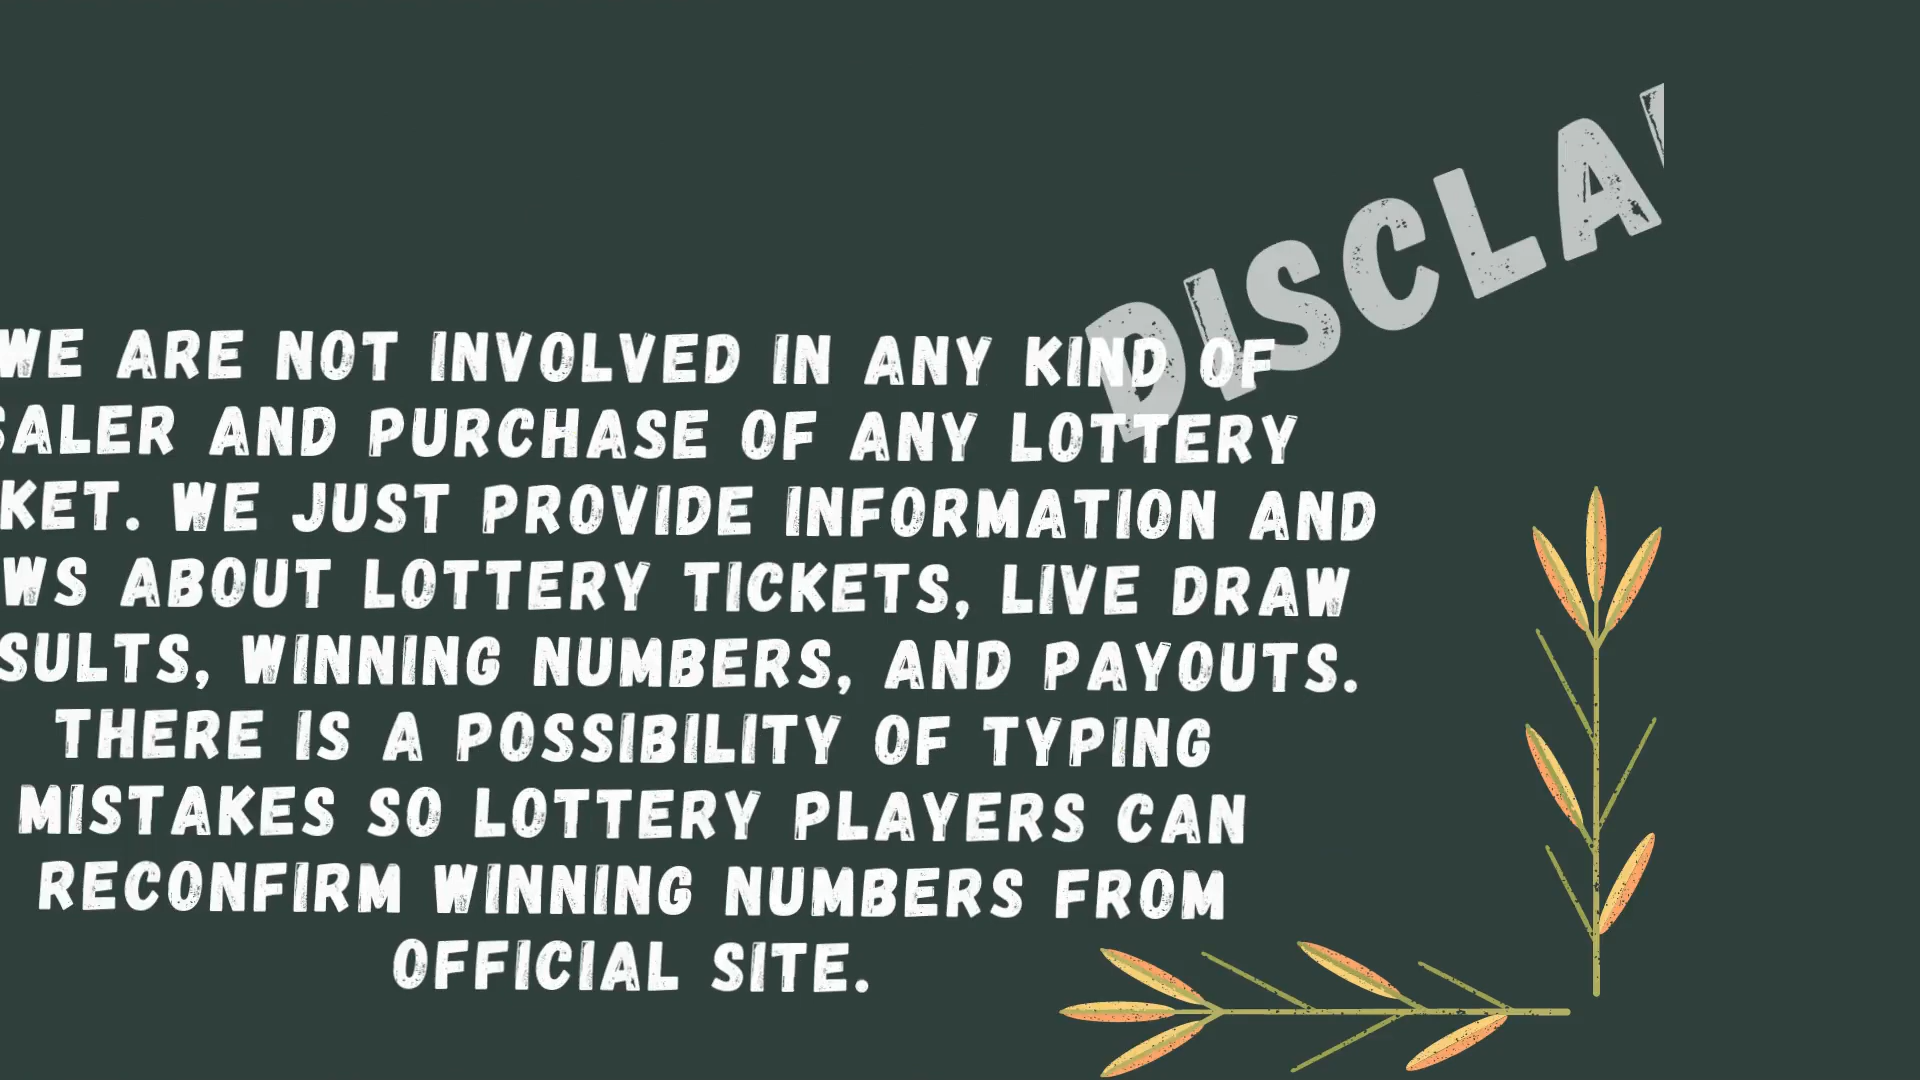 DISCLA
WE ARE NOT INVOLVED IN ANY KIND OF
SALER AND PURCHASE OF ANY LOTTERY
KET. WE JUST PROVIDE INFORMATION AND
WS ABOUT LOTTERY TICKETS, LIVE DRAW
SULTS, WINNING NUMBERS, AND PAYOUTS.
THERE IS A POSSIBILITY OF TYPING
MISTAKES SO LOTTERY PLAYERS CAN
RECONFIRM WINNING NUMBERS FROM
OFFICIAL SITE.